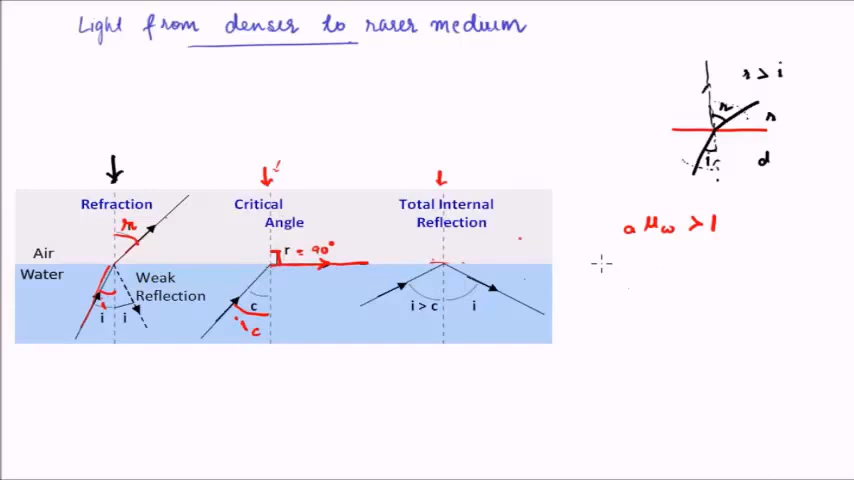 Light from denser to rarer medium
r > i
r
r
i
d
Refraction
Critical
Angle
Total Internal
Reflection
r
a μ w > 1
r = 90°
Air
Water
Weak
Reflection
i
i i
c
i c
i > c i